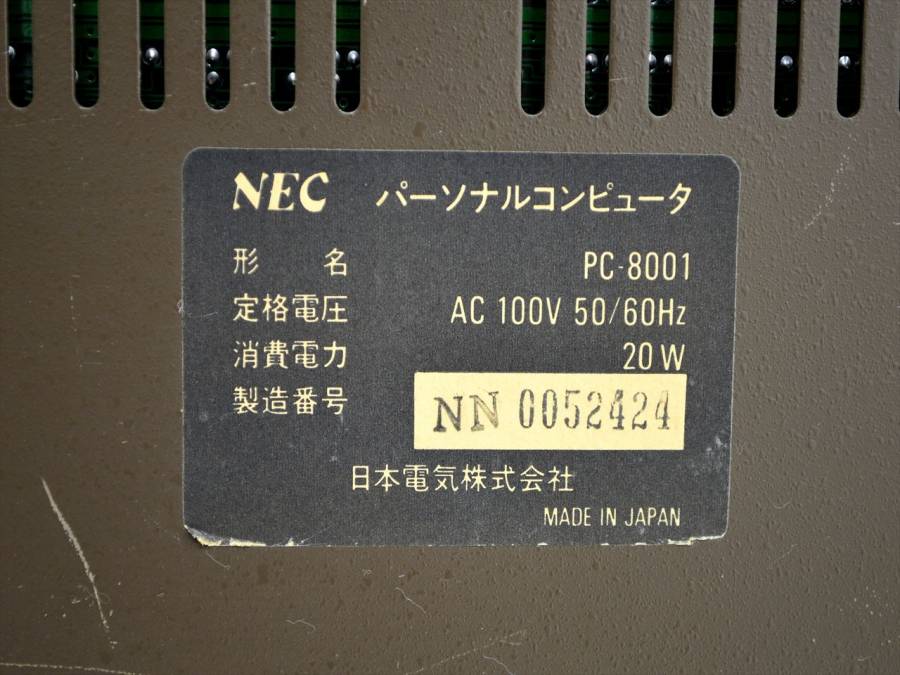 NEC パーソナルコンピュータ
形名 PC-8001
定格電圧 AC 100V 50/60Hz
消費電力 20W
製造番号 NN 0052424
日本電気株式会社
MADE IN JAPAN